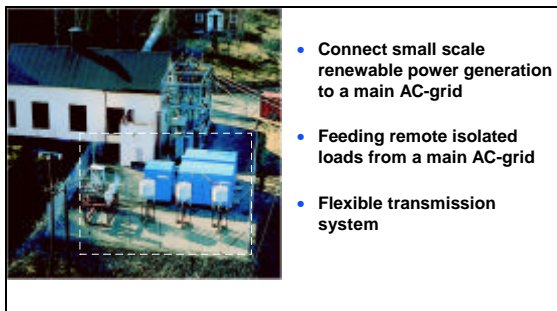 • Connect small scale
renewable power generation
to a main AC-grid
• Feeding remote isolated
loads from a main AC-grid
• Flexible transmission
system